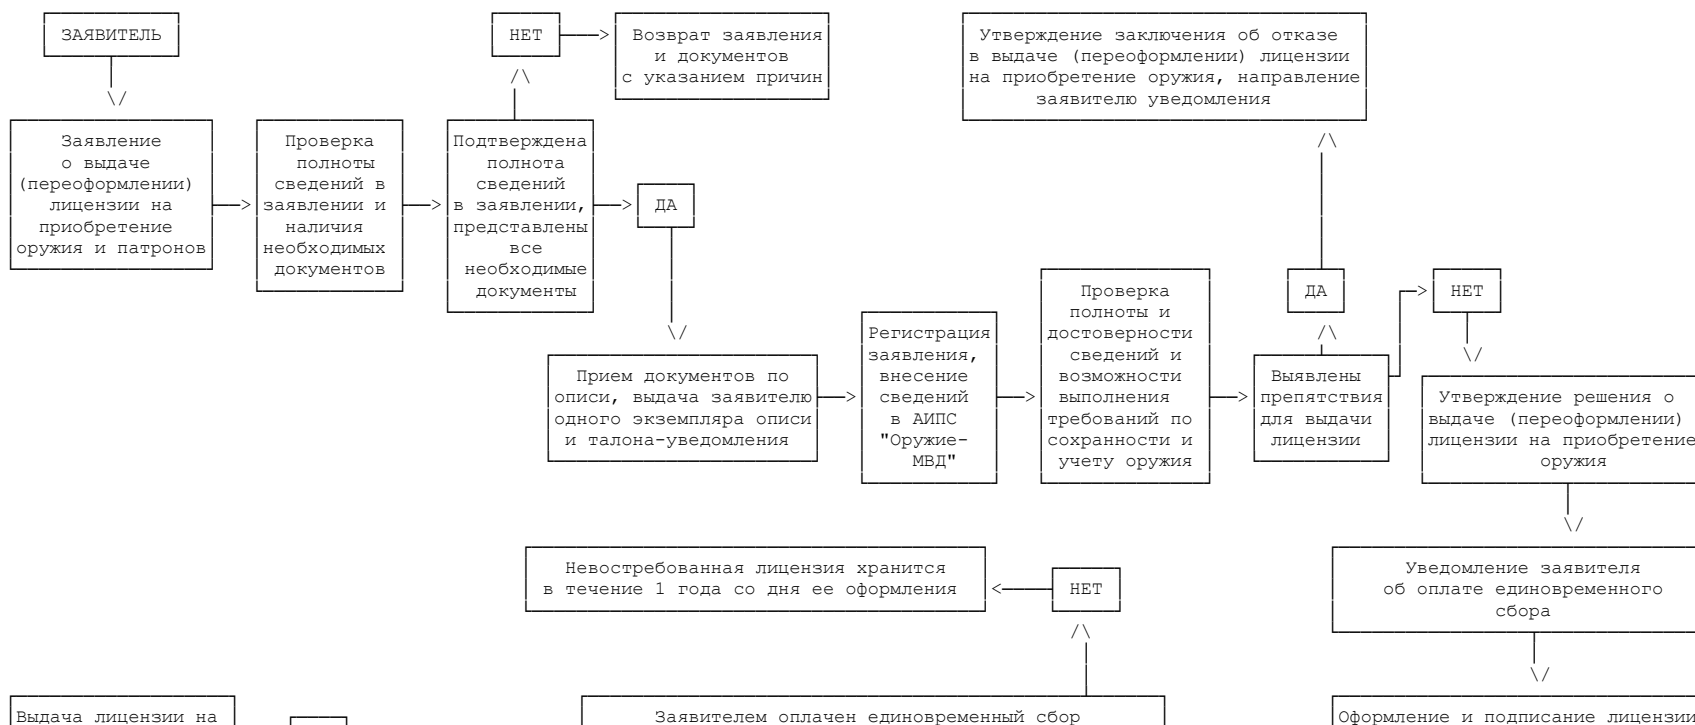 ЗАЯВИТЕЛЬ
НЕТ
Возврат заявления
и документов
с указанием причин
Утверждение заключения об отказе
в выдаче (переоформлении) лицензии
на приобретение оружия, направление
заявителю уведомления
Заявление
о выдаче
(переоформлении)
лицензии на
приобретение
оружия и патронов
Проверка
полноты
сведений в
заявлении и
наличия
необходимых
документов
Подтверждена
полнота
сведений
в заявлении,
представлены
все
необходимые
документы
ДА
Прием документов по
описи, выдача заявителю
одного экземпляра описи
и талона-уведомления
Регистрация
заявления,
внесение
сведений
в АИПС
"Оружие-
МВД"
Проверка
полноты и
достоверности
сведений и
возможности
выполнения
требований по
сохранности и
учету оружия
Выявлены
препятствия
для выдачи
лицензии
ДА
НЕТ
Утверждение решения о
выдаче (переоформлении)
лицензии на приобретение
оружия
Уведомление заявителя
об оплате единовременного
сбора
Невостребованная лицензия хранится
в течение 1 года со дня ее оформления
НЕТ
Выдача лицензии на
Заявителем оплачен единовременный сбор
Оформление и подписание лицензии